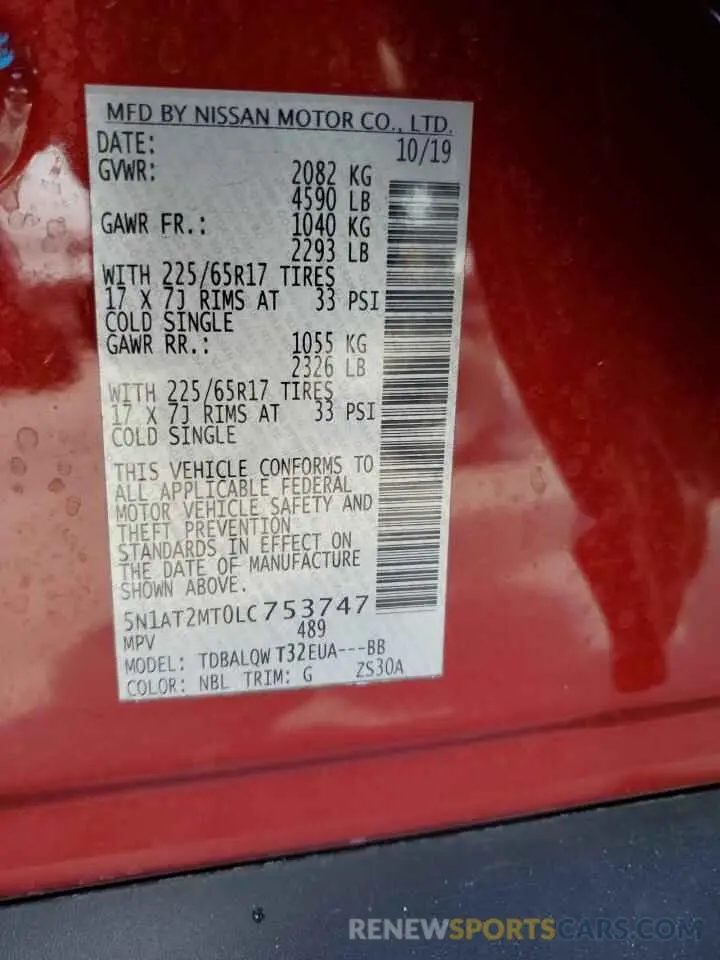 MFD BY NISSAN MOTOR CO., LTD.
DATE: 10/19
GVWR: 2082 KG
4590 LB
GAWR FR.: 1040 KG
2293 LB
WITH 225/65R17 TIRES
17 X 7J RIMS AT 33 PSI
COLD SINGLE
GAWR RR.: 1055 KG
2326 LB
WITH 225/65R17 TIRES
17 X 7J RIMS AT 33 PSI
COLD SINGLE
THIS VEHICLE CONFORMS TO
ALL APPLICABLE FEDERAL
MOTOR VEHICLE SAFETY AND
THEFT PREVENTION
STANDARDS IN EFFECT ON
THE DATE OF MANUFACTURE
SHOWN ABOVE.
5N1AT2MT0LC753747
MPV 489
MODEL: TDBALQW T32EUA---BB
COLOR: NBL TRIM: G ZS30A
RENEWSPORTSCARS.COM